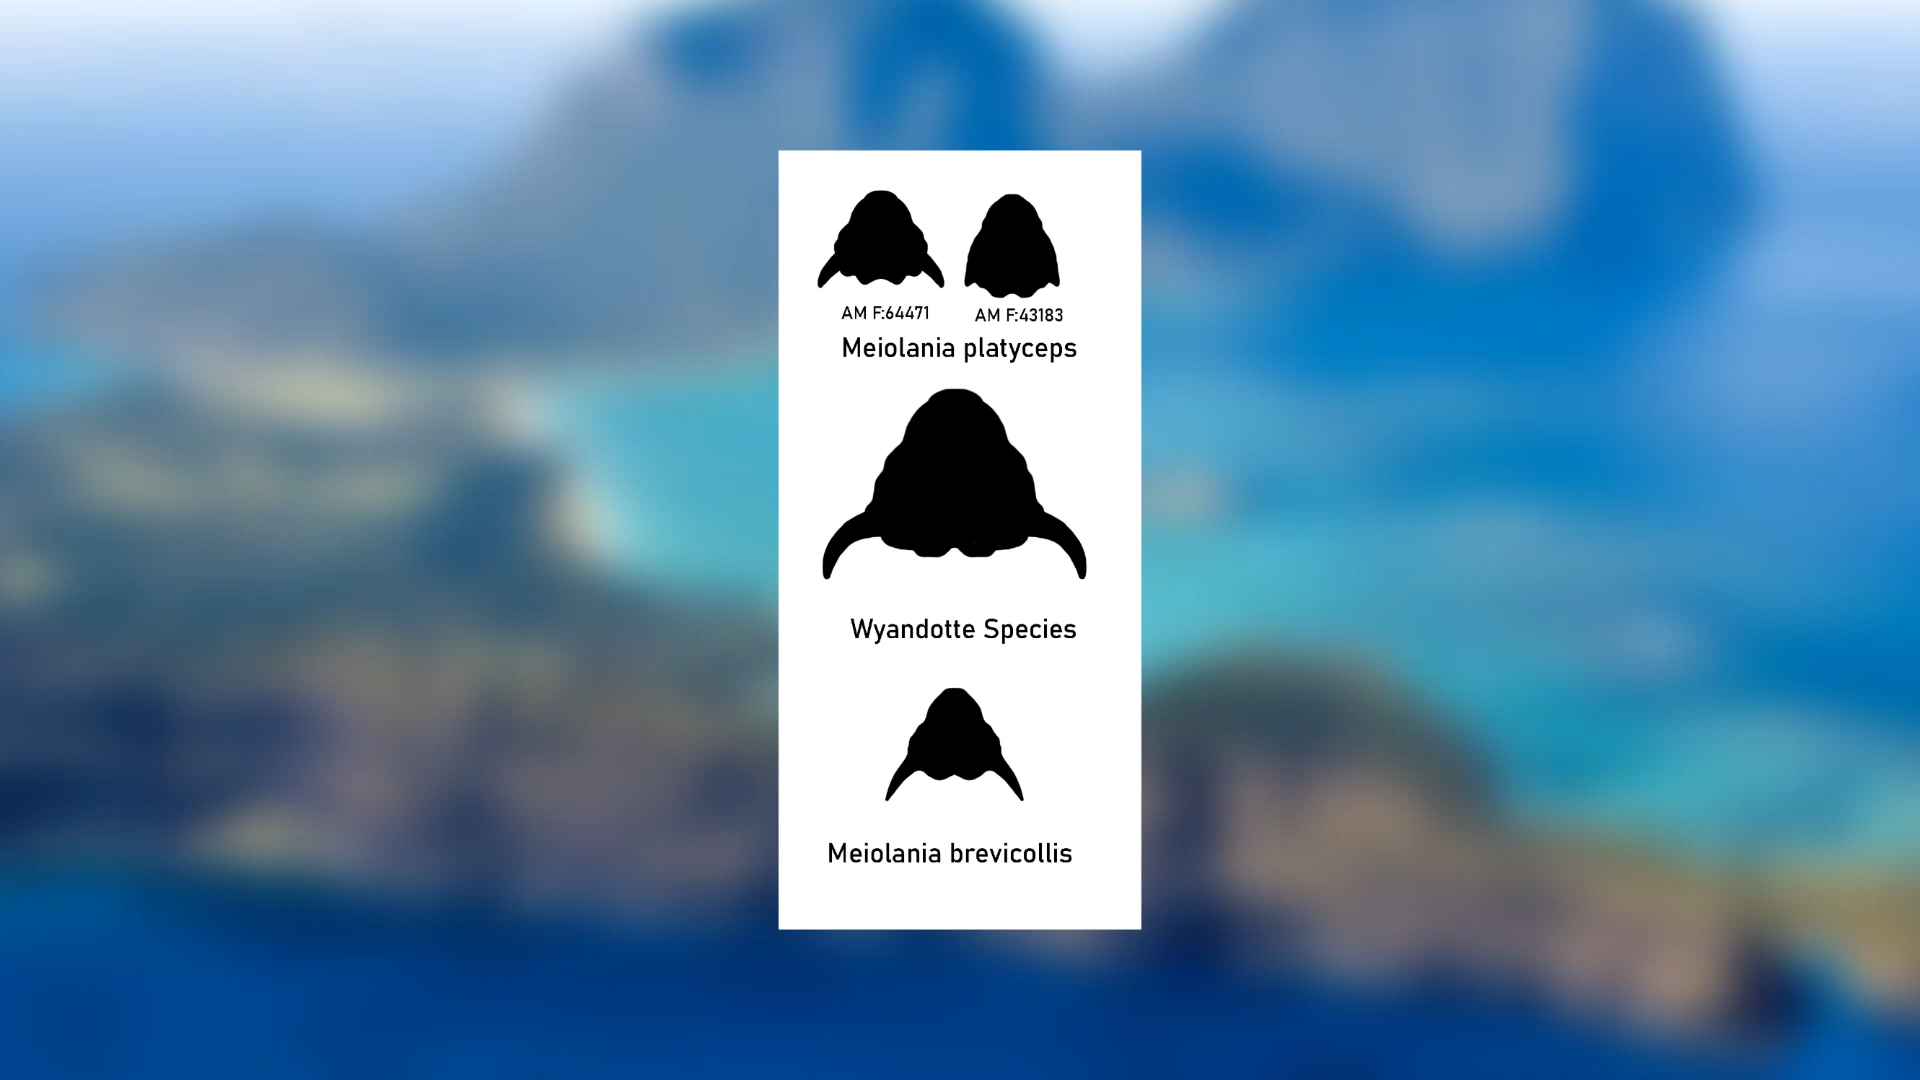 AM F:64471
AM F:43183
Meiolania platyceps
Wyandotte Species
Meiolania brevicollis